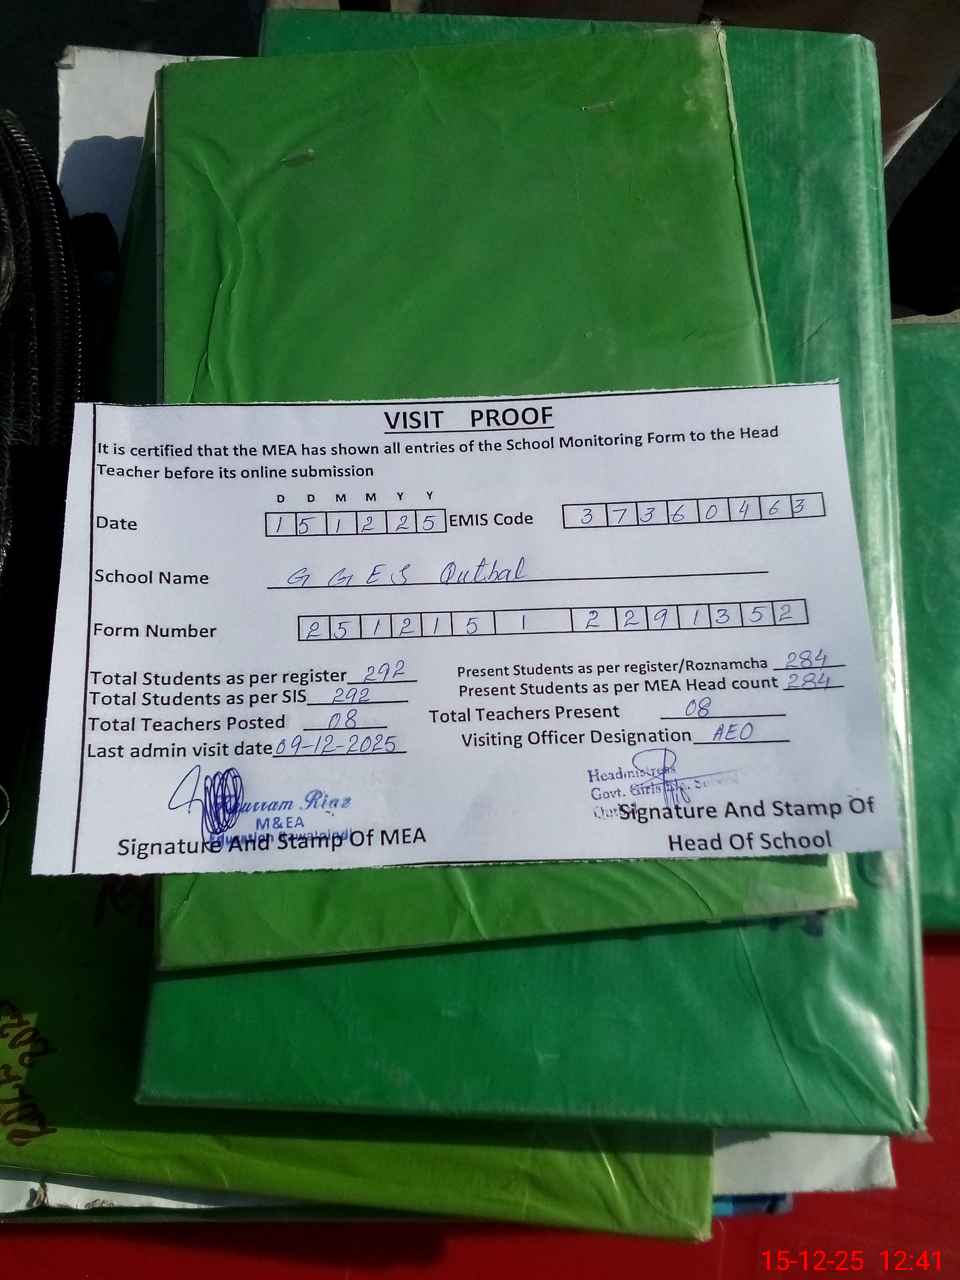 VISIT PROOF
It is certified that the MEA has shown all entries of the School Monitoring Form to the Head
Teacher before its online submission
D D M M Y Y
Date 1 5 1 2 2 5 EMIS Code 3 7 3 6 0 4 6 3
School Name G G E S Qutbal
Form Number 2 5 1 2 1 5 1 2 2 9 1 3 5 2
Total Students as per register 292 Present Students as per register/Roznamcha 284
Total Students as per SIS 292 Present Students as per MEA Head count 284
Total Teachers Posted 08 Total Teachers Present 08
Last admin visit date 09-12-2025 Visiting Officer Designation AEO
Riaz Headmistress
M&EA Govt. Girls
Education
Signature And Stamp Of MEA Signature And Stamp Of
Head Of School
15-12-25 12:41